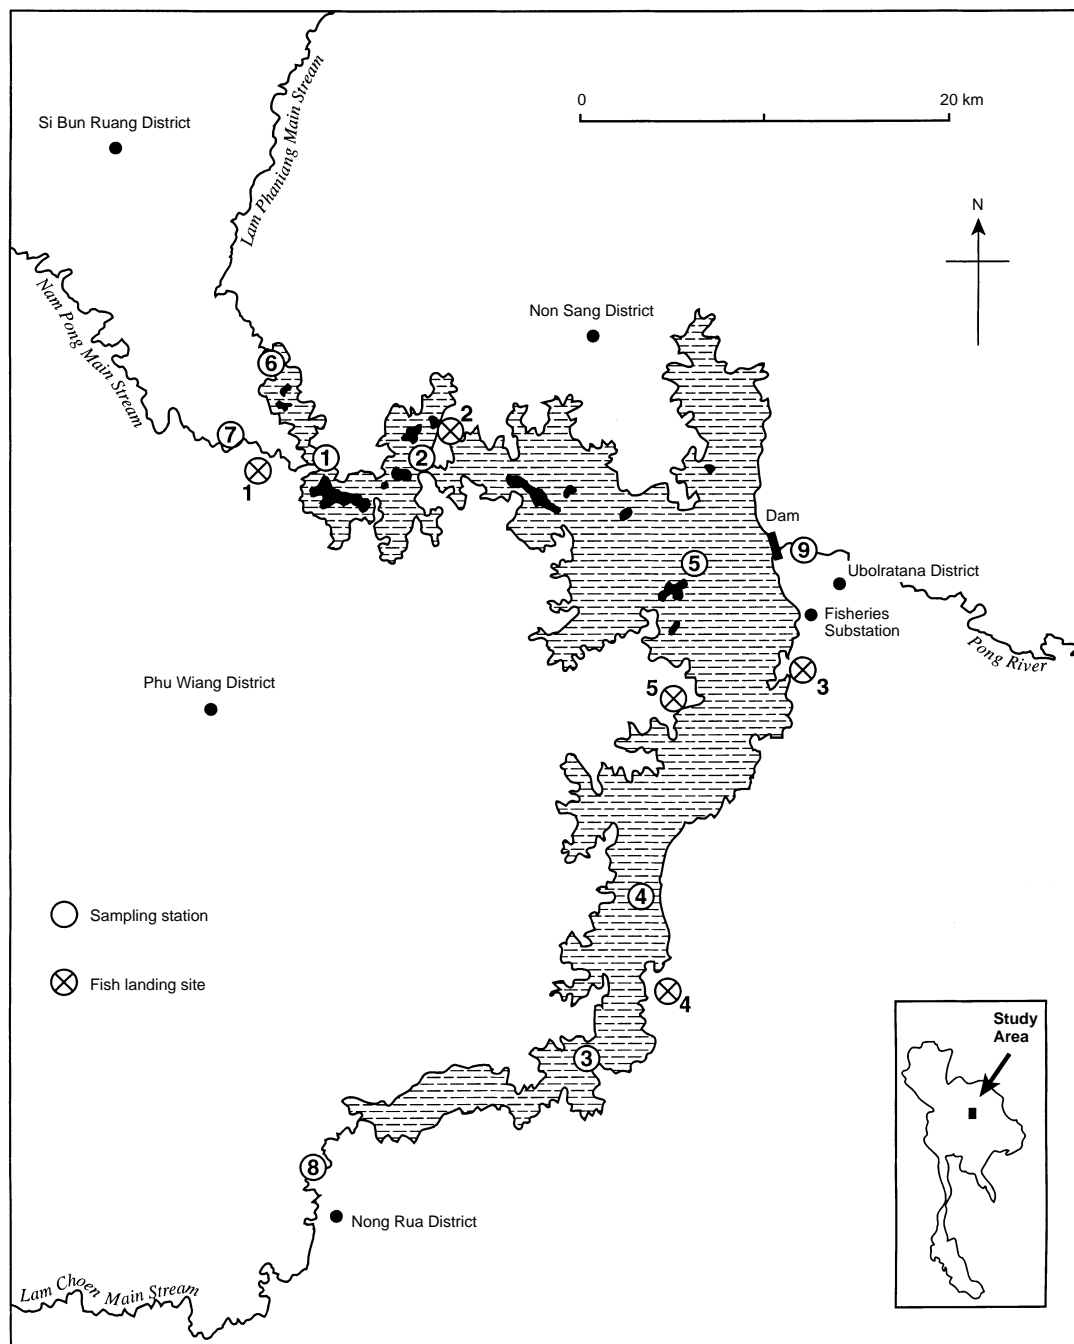 0 20 km
Si Bun Ruang District
Lam Phaniang Main Stream
N
Nam Pong Main Stream
Non Sang District
6
2
7
1
2
1
Dam
9
5
Ubolratana District
Fisheries
Substation
Pong River
3
5
Phu Wiang District
4
Sampling station
Fish landing site
4
Study
Area
3
8
Nong Rua District
Lam Choen Main Stream